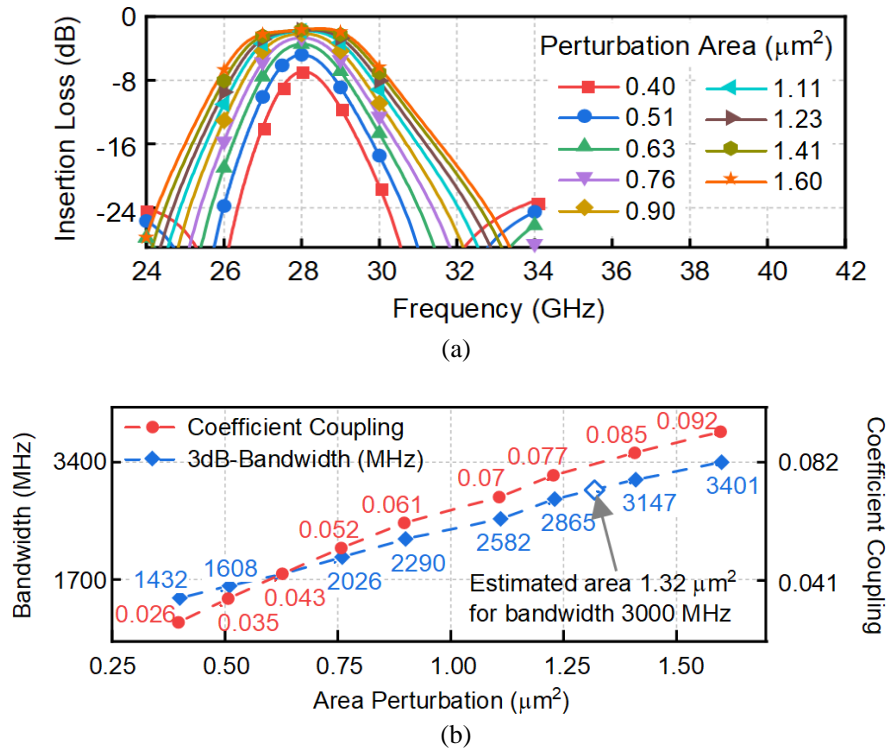 0
-8
-16
-24
Insertion Loss (dB)
Perturbation Area (μm²)
0.40
0.51
0.63
0.76
0.90
1.11
1.23
1.41
1.60
24 26 28 30 32 34 36 38 40 42
Frequency (GHz)
(a)
Bandwidth (MHz)
3400
1700
Coefficient Coupling
3dB-Bandwidth (MHz)
0.026
0.035
0.043
0.052
0.061
0.07
0.077
0.085
0.092
1432
1608
2026
2290
2582
2865
3147
3401
Estimated area 1.32 μm²
for bandwidth 3000 MHz
0.082
0.041
Coefficient
Coupling
0.25 0.50 0.75 1.00 1.25 1.50
Area Perturbation (μm²)
(b)